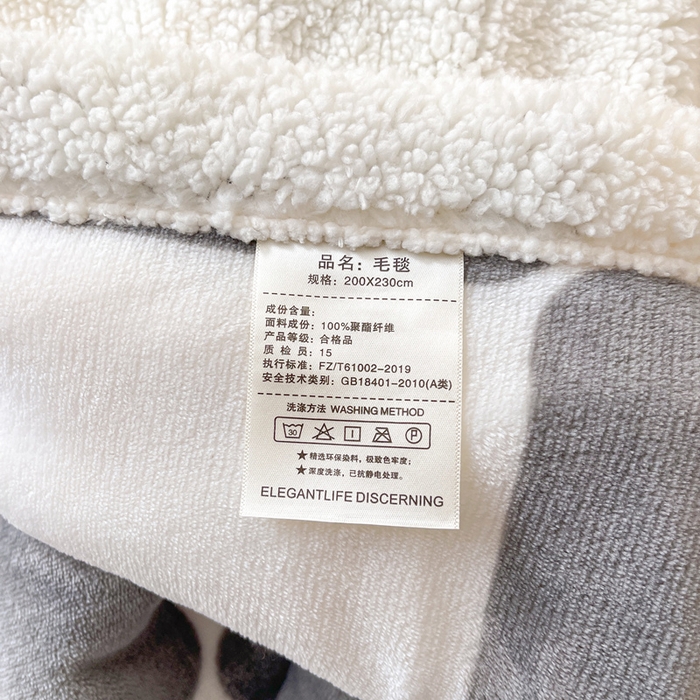 品名：毛毯
规格：200X230cm
成份含量：
面料成份：100%聚酯纤维
产品等级：合格品
质 检 员：15
执行标准：FZ/T61002-2019
安全技术类别：GB18401-2010(A类)
洗涤方法 WASHING METHOD
30 P
★精选环保染料，极致色牢度；
★深度洗涤，已抗静电处理。
ELEGANTLIFE DISCERNING